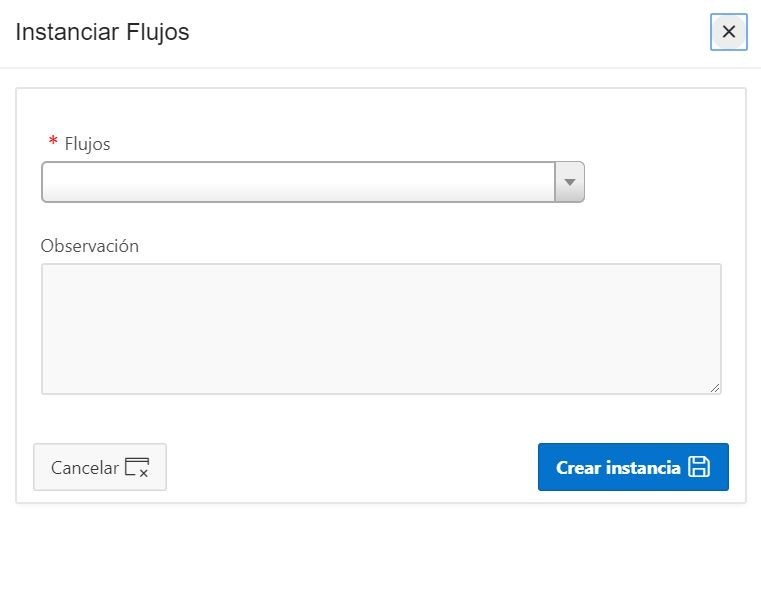 Instanciar Flujos
* Flujos
Observación
Cancelar
Crear instancia